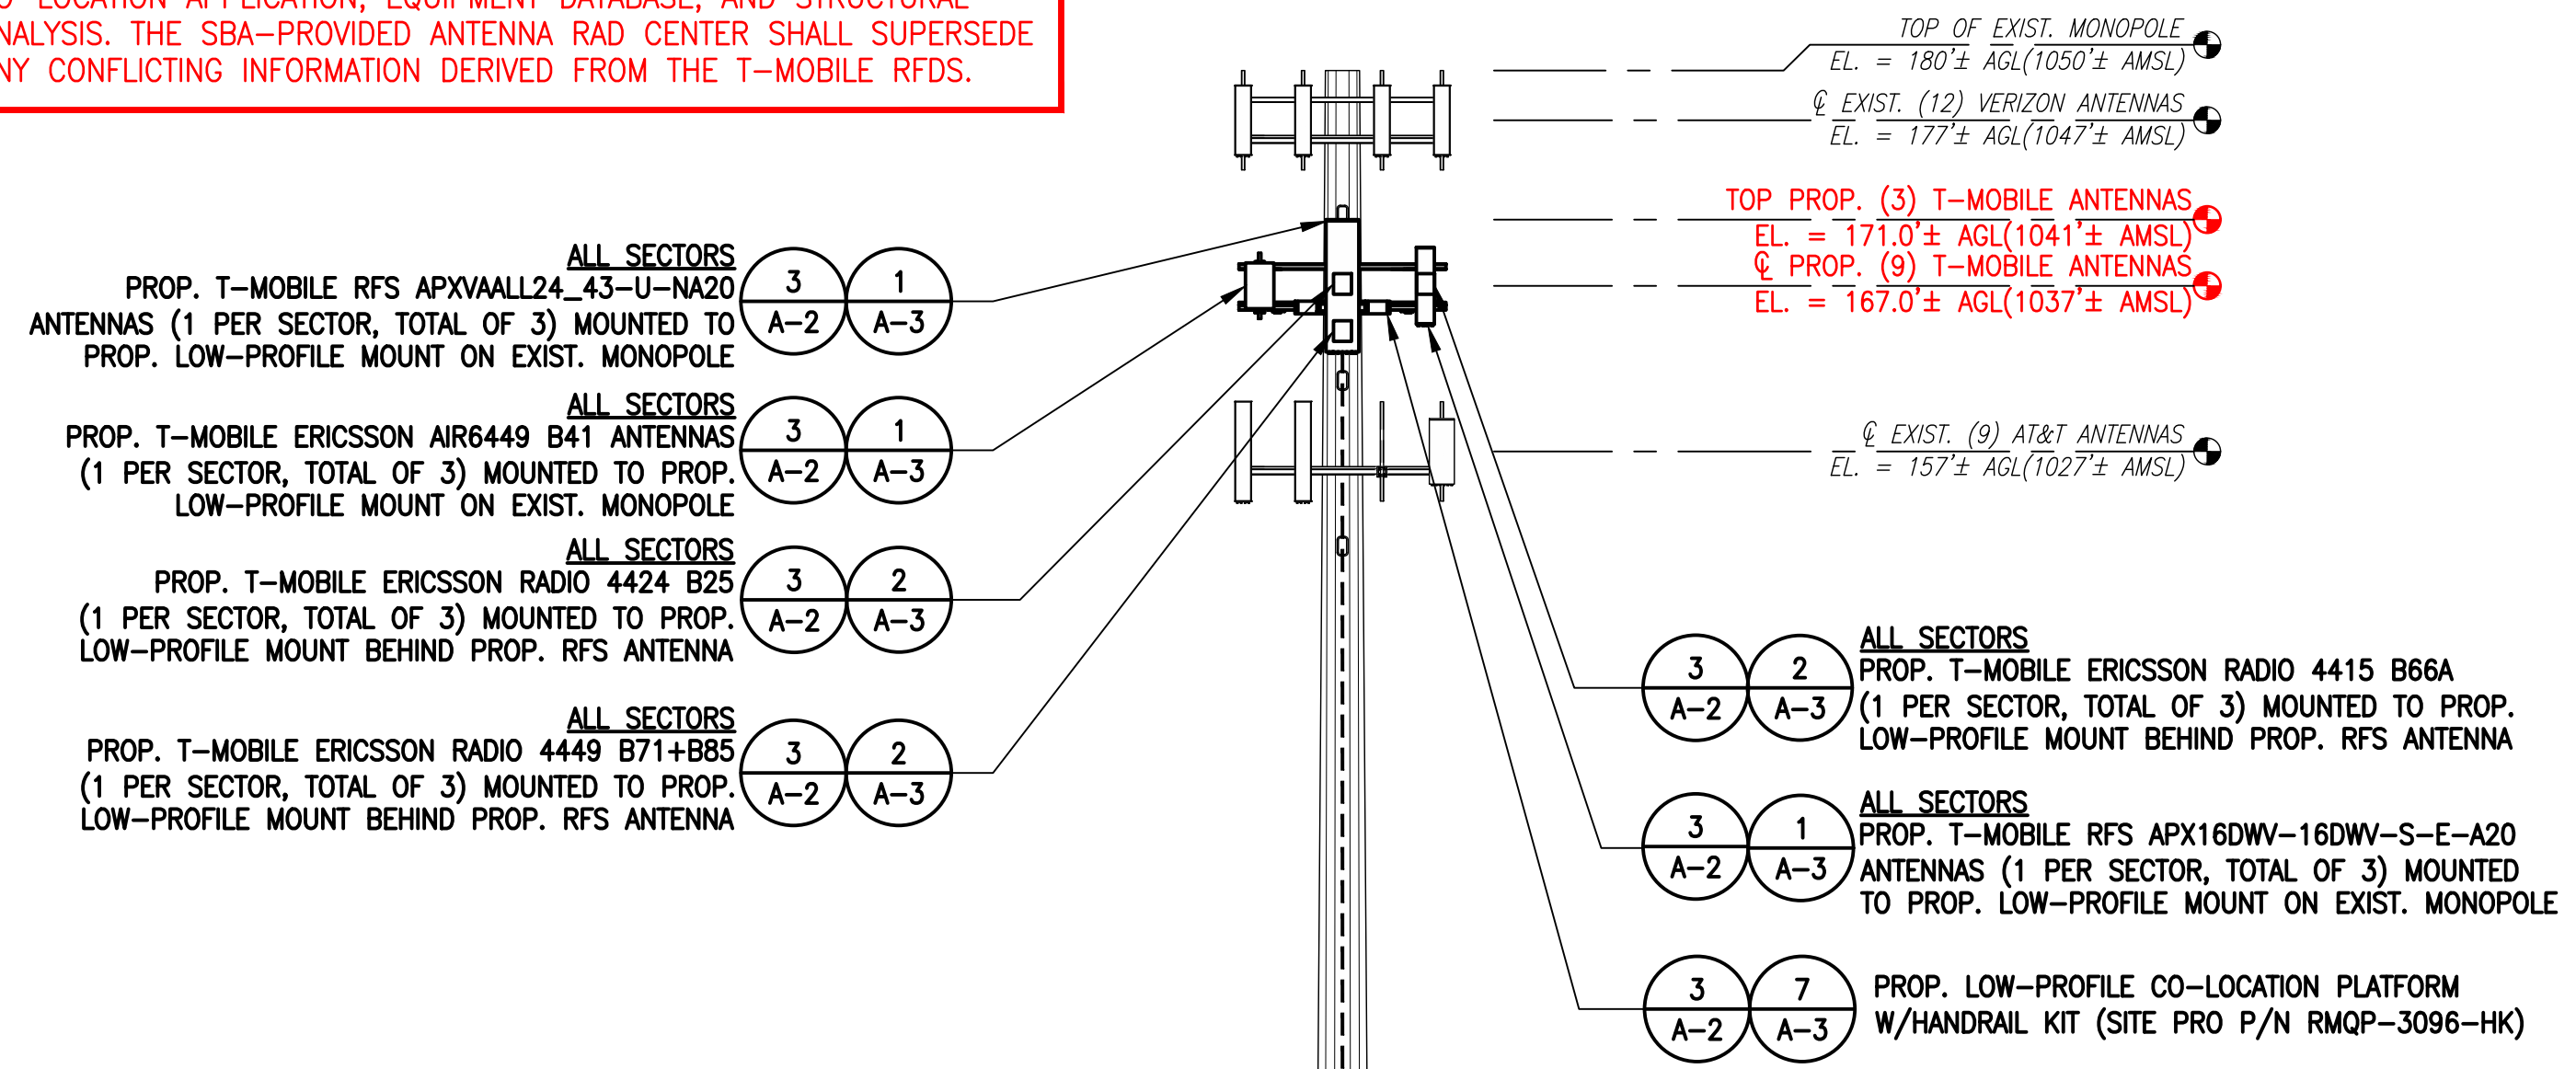 NALYSIS. THE SBA-PROVIDED ANTENNA RAD CENTER SHALL SUPERSEDE
NY CONFLICTING INFORMATION DERIVED FROM THE T-MOBILE RFDS.
TOP OF EXIST. MONOPOLE
EL. = 180'± AGL(1050'± AMSL)
℄ EXIST. (12) VERIZON ANTENNAS
EL. = 177'± AGL(1047'± AMSL)
TOP PROP. (3) T-MOBILE ANTENNAS
EL. = 171.0'± AGL(1041'± AMSL)
℄ PROP. (9) T-MOBILE ANTENNAS
EL. = 167.0'± AGL(1037'± AMSL)
℄ EXIST. (9) AT&T ANTENNAS
EL. = 157'± AGL(1027'± AMSL)
ALL SECTORS
PROP. T-MOBILE RFS APXVAALL24_43-U-NA20
ANTENNAS (1 PER SECTOR, TOTAL OF 3) MOUNTED TO
PROP. LOW-PROFILE MOUNT ON EXIST. MONOPOLE
3 1
A-2 A-3
ALL SECTORS
PROP. T-MOBILE ERICSSON AIR6449 B41 ANTENNAS
(1 PER SECTOR, TOTAL OF 3) MOUNTED TO PROP.
LOW-PROFILE MOUNT ON EXIST. MONOPOLE
3 1
A-2 A-3
ALL SECTORS
PROP. T-MOBILE ERICSSON RADIO 4424 B25
(1 PER SECTOR, TOTAL OF 3) MOUNTED TO PROP.
LOW-PROFILE MOUNT BEHIND PROP. RFS ANTENNA
3 2
A-2 A-3
ALL SECTORS
PROP. T-MOBILE ERICSSON RADIO 4449 B71+B85
(1 PER SECTOR, TOTAL OF 3) MOUNTED TO PROP.
LOW-PROFILE MOUNT BEHIND PROP. RFS ANTENNA
3 2
A-2 A-3
3 2
A-2 A-3
ALL SECTORS
PROP. T-MOBILE ERICSSON RADIO 4415 B66A
(1 PER SECTOR, TOTAL OF 3) MOUNTED TO PROP.
LOW-PROFILE MOUNT BEHIND PROP. RFS ANTENNA
3 1
A-2 A-3
ALL SECTORS
PROP. T-MOBILE RFS APX16DWV-16DWV-S-E-A20
ANTENNAS (1 PER SECTOR, TOTAL OF 3) MOUNTED
TO PROP. LOW-PROFILE MOUNT ON EXIST. MONOPOLE
3 7
A-2 A-3
PROP. LOW-PROFILE CO-LOCATION PLATFORM
W/HANDRAIL KIT (SITE PRO P/N RMQP-3096-HK)